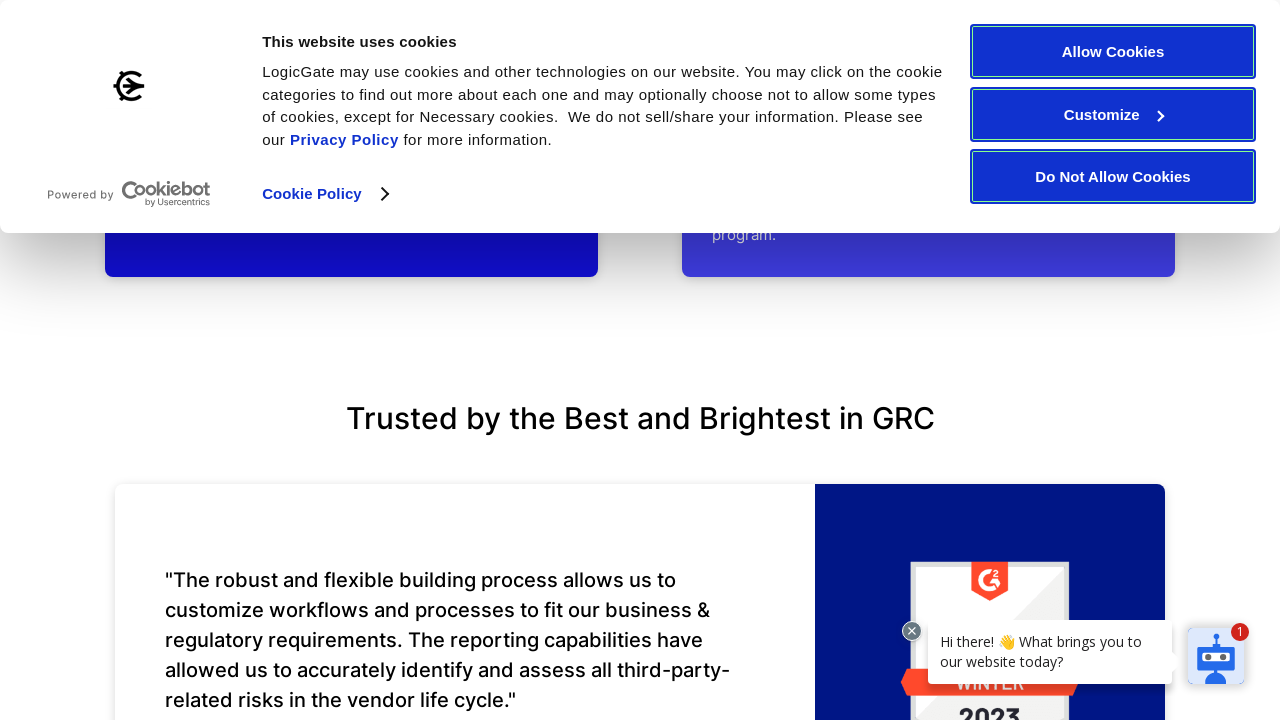 This website uses cookies
LogicGate may use cookies and other technologies on our website. You may click on the cookie
categories to find out more about each one and may optionally choose not to allow some types
of cookies, except for Necessary cookies.  We do not sell/share your information. Please see
our Privacy Policy for more information.
Cookie Policy
Powered by Cookiebot
by Usercentrics
Allow Cookies
Customize
Do Not Allow Cookies
program.
Trusted by the Best and Brightest in GRC
"The robust and flexible building process allows us to
customize workflows and processes to fit our business &
regulatory requirements. The reporting capabilities have
allowed us to accurately identify and assess all third-party-
related risks in the vendor life cycle."
G2
WINTER
2023
Hi there! 👋 What brings you to
our website today?
1